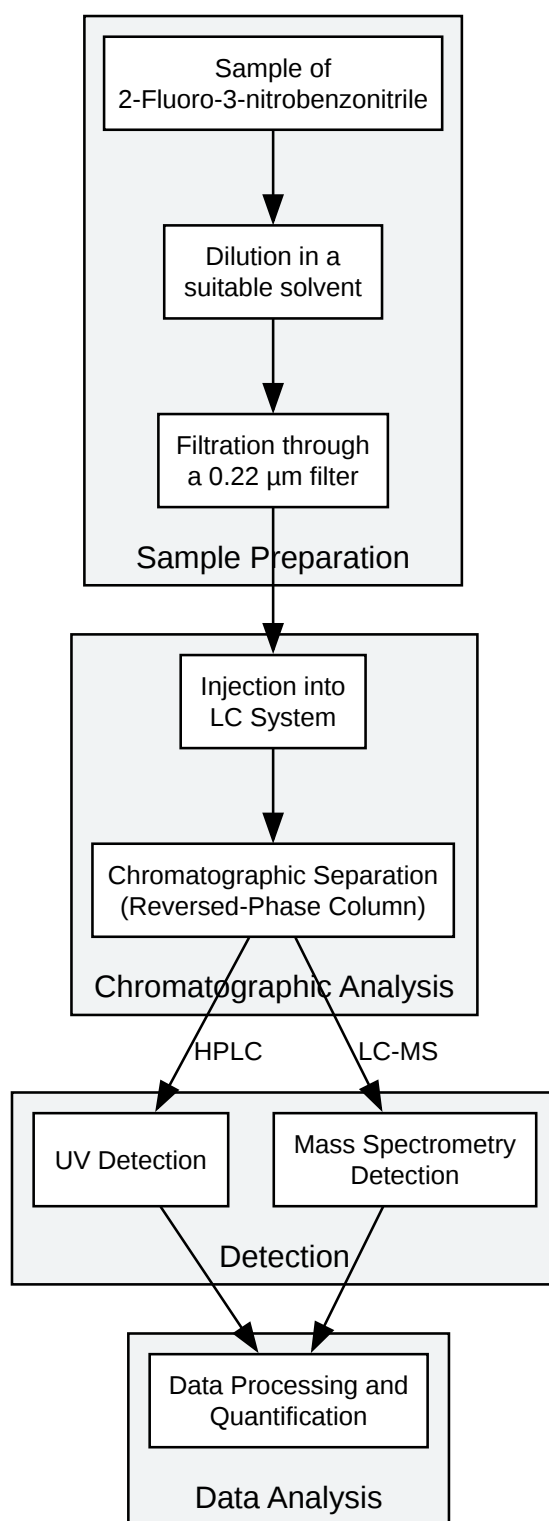 Sample of
2-Fluoro-3-nitrobenzonitrile
Dilution in a
suitable solvent
Filtration through
a 0.22 µm filter
Sample Preparation
Injection into
LC System
Chromatographic Separation
(Reversed-Phase Column)
Chromatographic Analysis
HPLC
LC-MS
UV Detection
Mass Spectrometry
Detection
Detection
Data Processing and
Quantification
Data Analysis